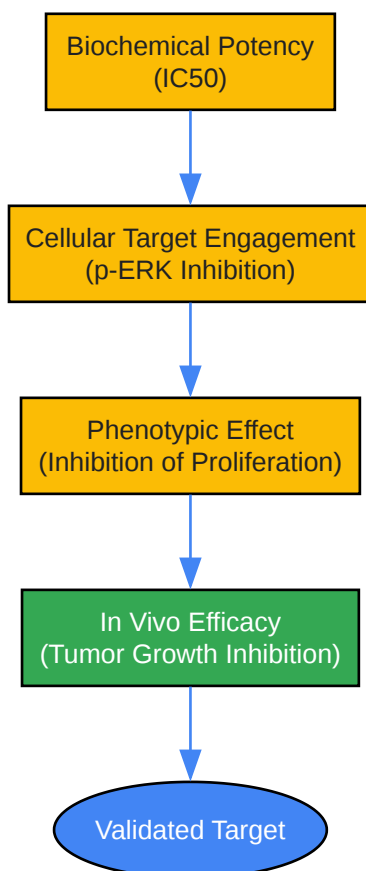 Biochemical Potency
(IC50)
Cellular Target Engagement
(p-ERK Inhibition)
Phenotypic Effect
(Inhibition of Proliferation)
In Vivo Efficacy
(Tumor Growth Inhibition)
Validated Target